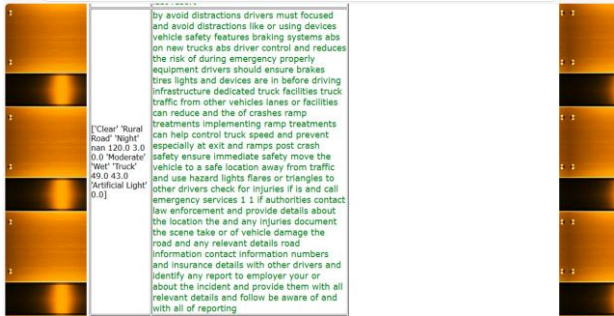 ['Clear' 'Rural
Road' 'Night'
nan 120.0 3.0
0.0 'Moderate'
'Wet' 'Truck'
49.0 43.0
'Artificial Light'
0.0]
by avoid distractions drivers must focused
and avoid distractions like or using devices
vehicle safety features braking systems abs
on new trucks abs driver control and reduces
the risk of during emergency properly
equipment drivers should ensure brakes
tires lights and devices are in before driving
infrastructure dedicated truck facilities truck
traffic from other vehicles lanes or facilities
can reduce and the of crashes ramp
treatments implementing ramp treatments
can help control truck speed and prevent
especially at exit and ramps post crash
safety ensure immediate safety move the
vehicle to a safe location away from traffic
and use hazard lights flares or triangles to
other drivers check for injuries if is and call
emergency services 1 1 if authorities contact
law enforcement and provide details about
the location the and any injuries document
the scene take or of vehicle damage the
road and any relevant details road
information contact information numbers
and insurance details with other drivers and
identify any report to employer your or
about the incident and provide them with all
relevant details and follow be aware of and
with all of reporting